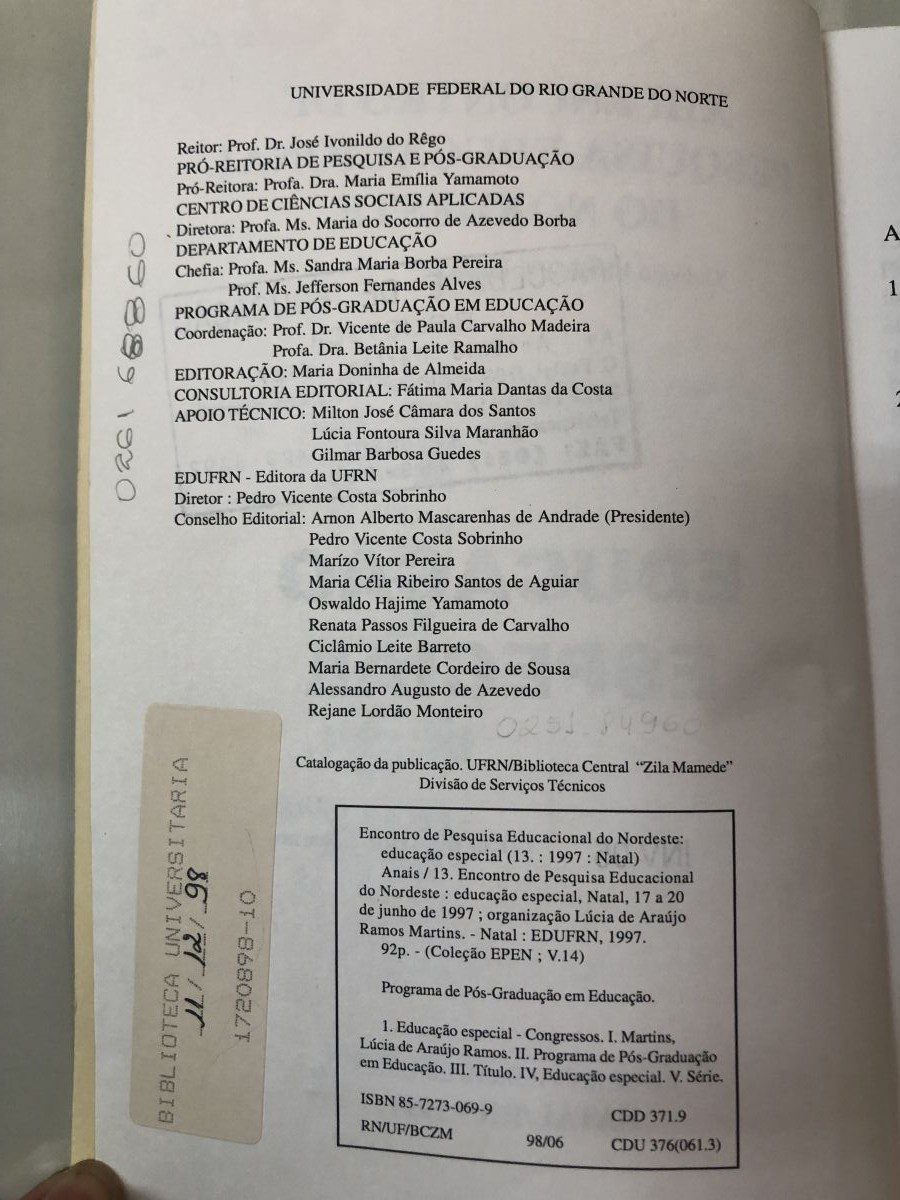 UNIVERSIDADE FEDERAL DO RIO GRANDE DO NORTE
Reitor: Prof. Dr. José Ivonildo do Rêgo
PRÓ-REITORIA DE PESQUISA E PÓS-GRADUAÇÃO
Pró-Reitora: Profa. Dra. Maria Emília Yamamoto
CENTRO DE CIÊNCIAS SOCIAIS APLICADAS
Diretora: Profa. Ms. Maria do Socorro de Azevedo Borba
DEPARTAMENTO DE EDUCAÇÃO
Chefia: Profa. Ms. Sandra Maria Borba Pereira
Prof. Ms. Jefferson Fernandes Alves
PROGRAMA DE PÓS-GRADUAÇÃO EM EDUCAÇÃO
Coordenação: Prof. Dr. Vicente de Paula Carvalho Madeira
Profa. Dra. Betânia Leite Ramalho
EDITORAÇÃO: Maria Doninha de Almeida
CONSULTORIA EDITORIAL: Fátima Maria Dantas da Costa
APOIO TÉCNICO: Milton José Câmara dos Santos
Lúcia Fontoura Silva Maranhão
Gilmar Barbosa Guedes
EDUFRN - Editora da UFRN
Diretor : Pedro Vicente Costa Sobrinho
Conselho Editorial: Arnon Alberto Mascarenhas de Andrade (Presidente)
Pedro Vicente Costa Sobrinho
Marízo Vítor Pereira
Maria Célia Ribeiro Santos de Aguiar
Oswaldo Hajime Yamamoto
Renata Passos Filgueira de Carvalho
Ciclâmio Leite Barreto
Maria Bernardete Cordeiro de Sousa
Alessandro Augusto de Azevedo
Rejane Lordão Monteiro
Catalogação da publicação. UFRN/Biblioteca Central “Zila Mamede”
Divisão de Serviços Técnicos
Encontro de Pesquisa Educacional do Nordeste:
educação especial (13. : 1997 : Natal)
Anais / 13. Encontro de Pesquisa Educacional
do Nordeste : educação especial, Natal, 17 a 20
de junho de 1997 ; organização Lúcia de Araújo
Ramos Martins. - Natal : EDUFRN, 1997.
92p. - (Coleção EPEN ; V.14)
Programa de Pós-Graduação em Educação.
1. Educação especial - Congressos. I. Martins,
Lúcia de Araújo Ramos. II. Programa de Pós-Graduação
em Educação. III. Título. IV, Educação especial. V. Série.
ISBN 85-7273-069-9
CDD 371.9
RN/UF/BCZM
98/06
CDU 376(061.3)
BIBLIOTECA UNIVERSITARIA
11/12/98
1720898-10
A
1
2